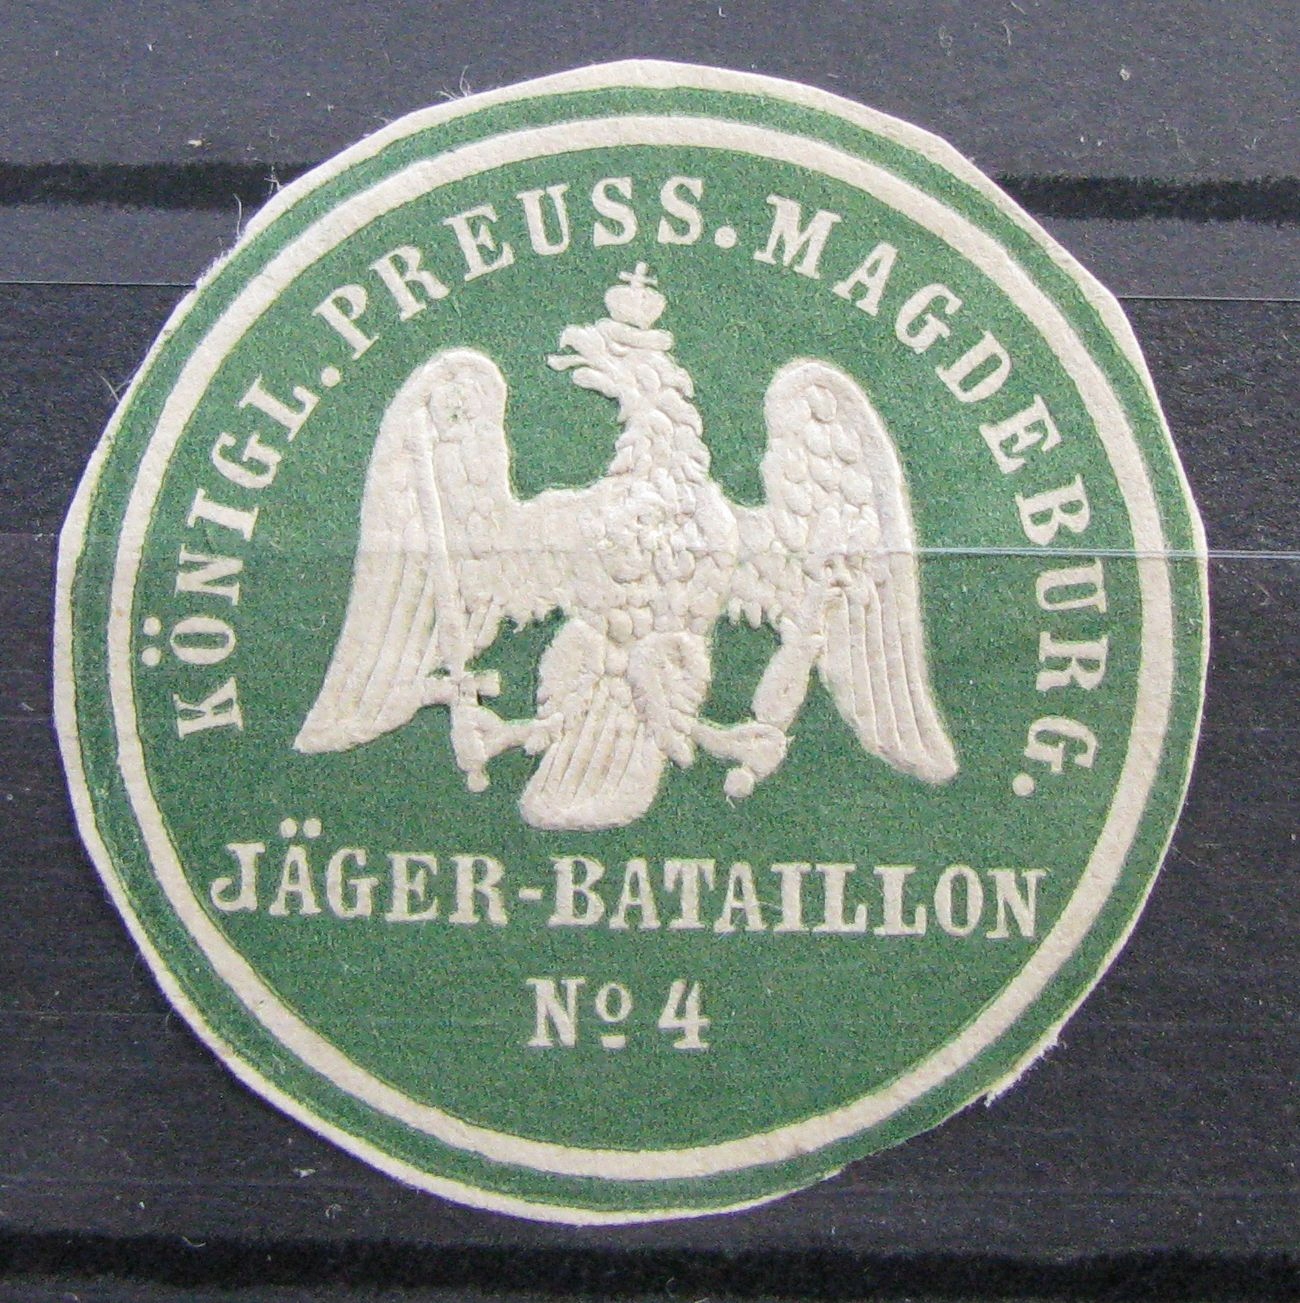 KÖNIGL. PREUSS. MAGDEBURG.
JÄGER-BATAILLON
Nº 4